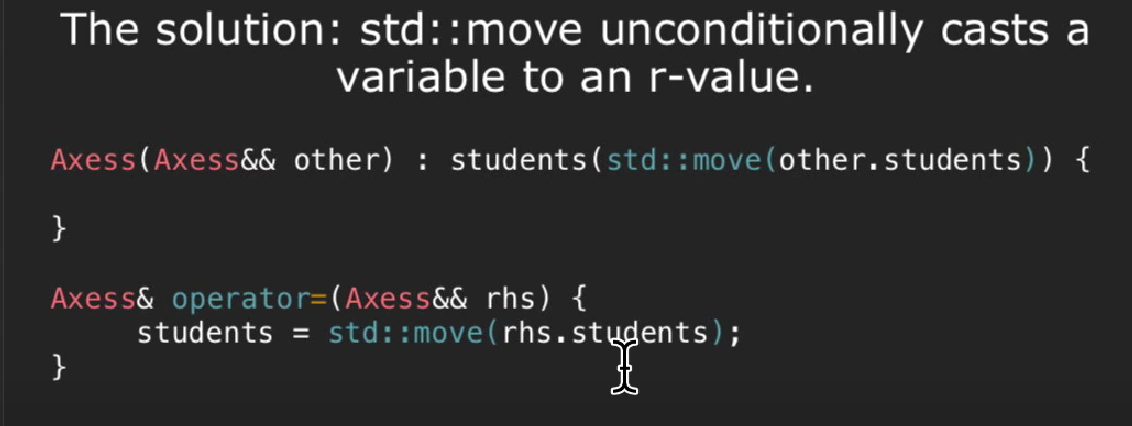 The solution: std::move unconditionally casts a
variable to an r-value.
Axess(Axess&& other) : students(std::move(other.students)) {
}
Axess& operator=(Axess&& rhs) {
students = std::move(rhs.students);
}